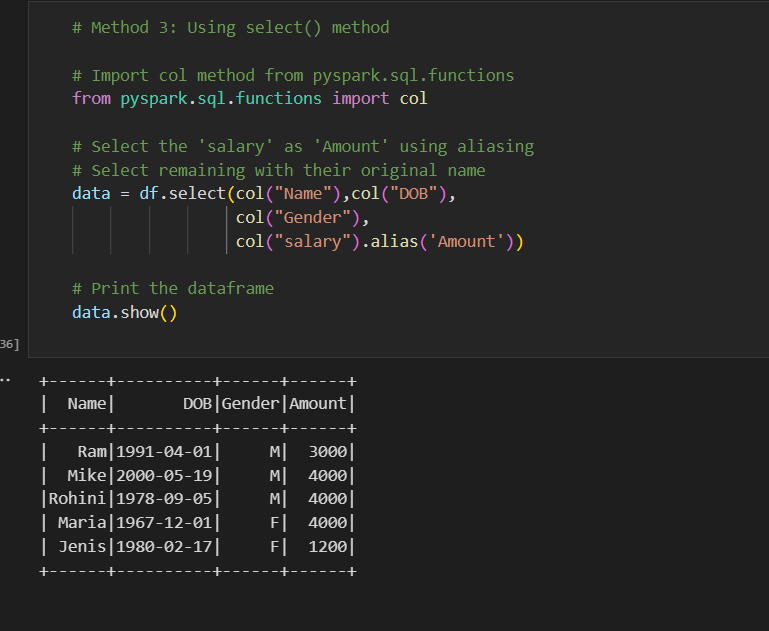 # Method 3: Using select() method
# Import col method from pyspark.sql.functions
from pyspark.sql.functions import col
# Select the 'salary' as 'Amount' using aliasing
# Select remaining with their original name
data = df.select(col("Name"),col("DOB"),
col("Gender"),
col("salary").alias('Amount'))
# Print the dataframe
data.show()
36]
..
+------+----------+------+------+
|  Name|       DOB|Gender|Amount|
+------+----------+------+------+
|   Ram|1991-04-01|     M|  3000|
|  Mike|2000-05-19|     M|  4000|
|Rohini|1978-09-05|     M|  4000|
| Maria|1967-12-01|     F|  4000|
| Jenis|1980-02-17|     F|  1200|
+------+----------+------+------+